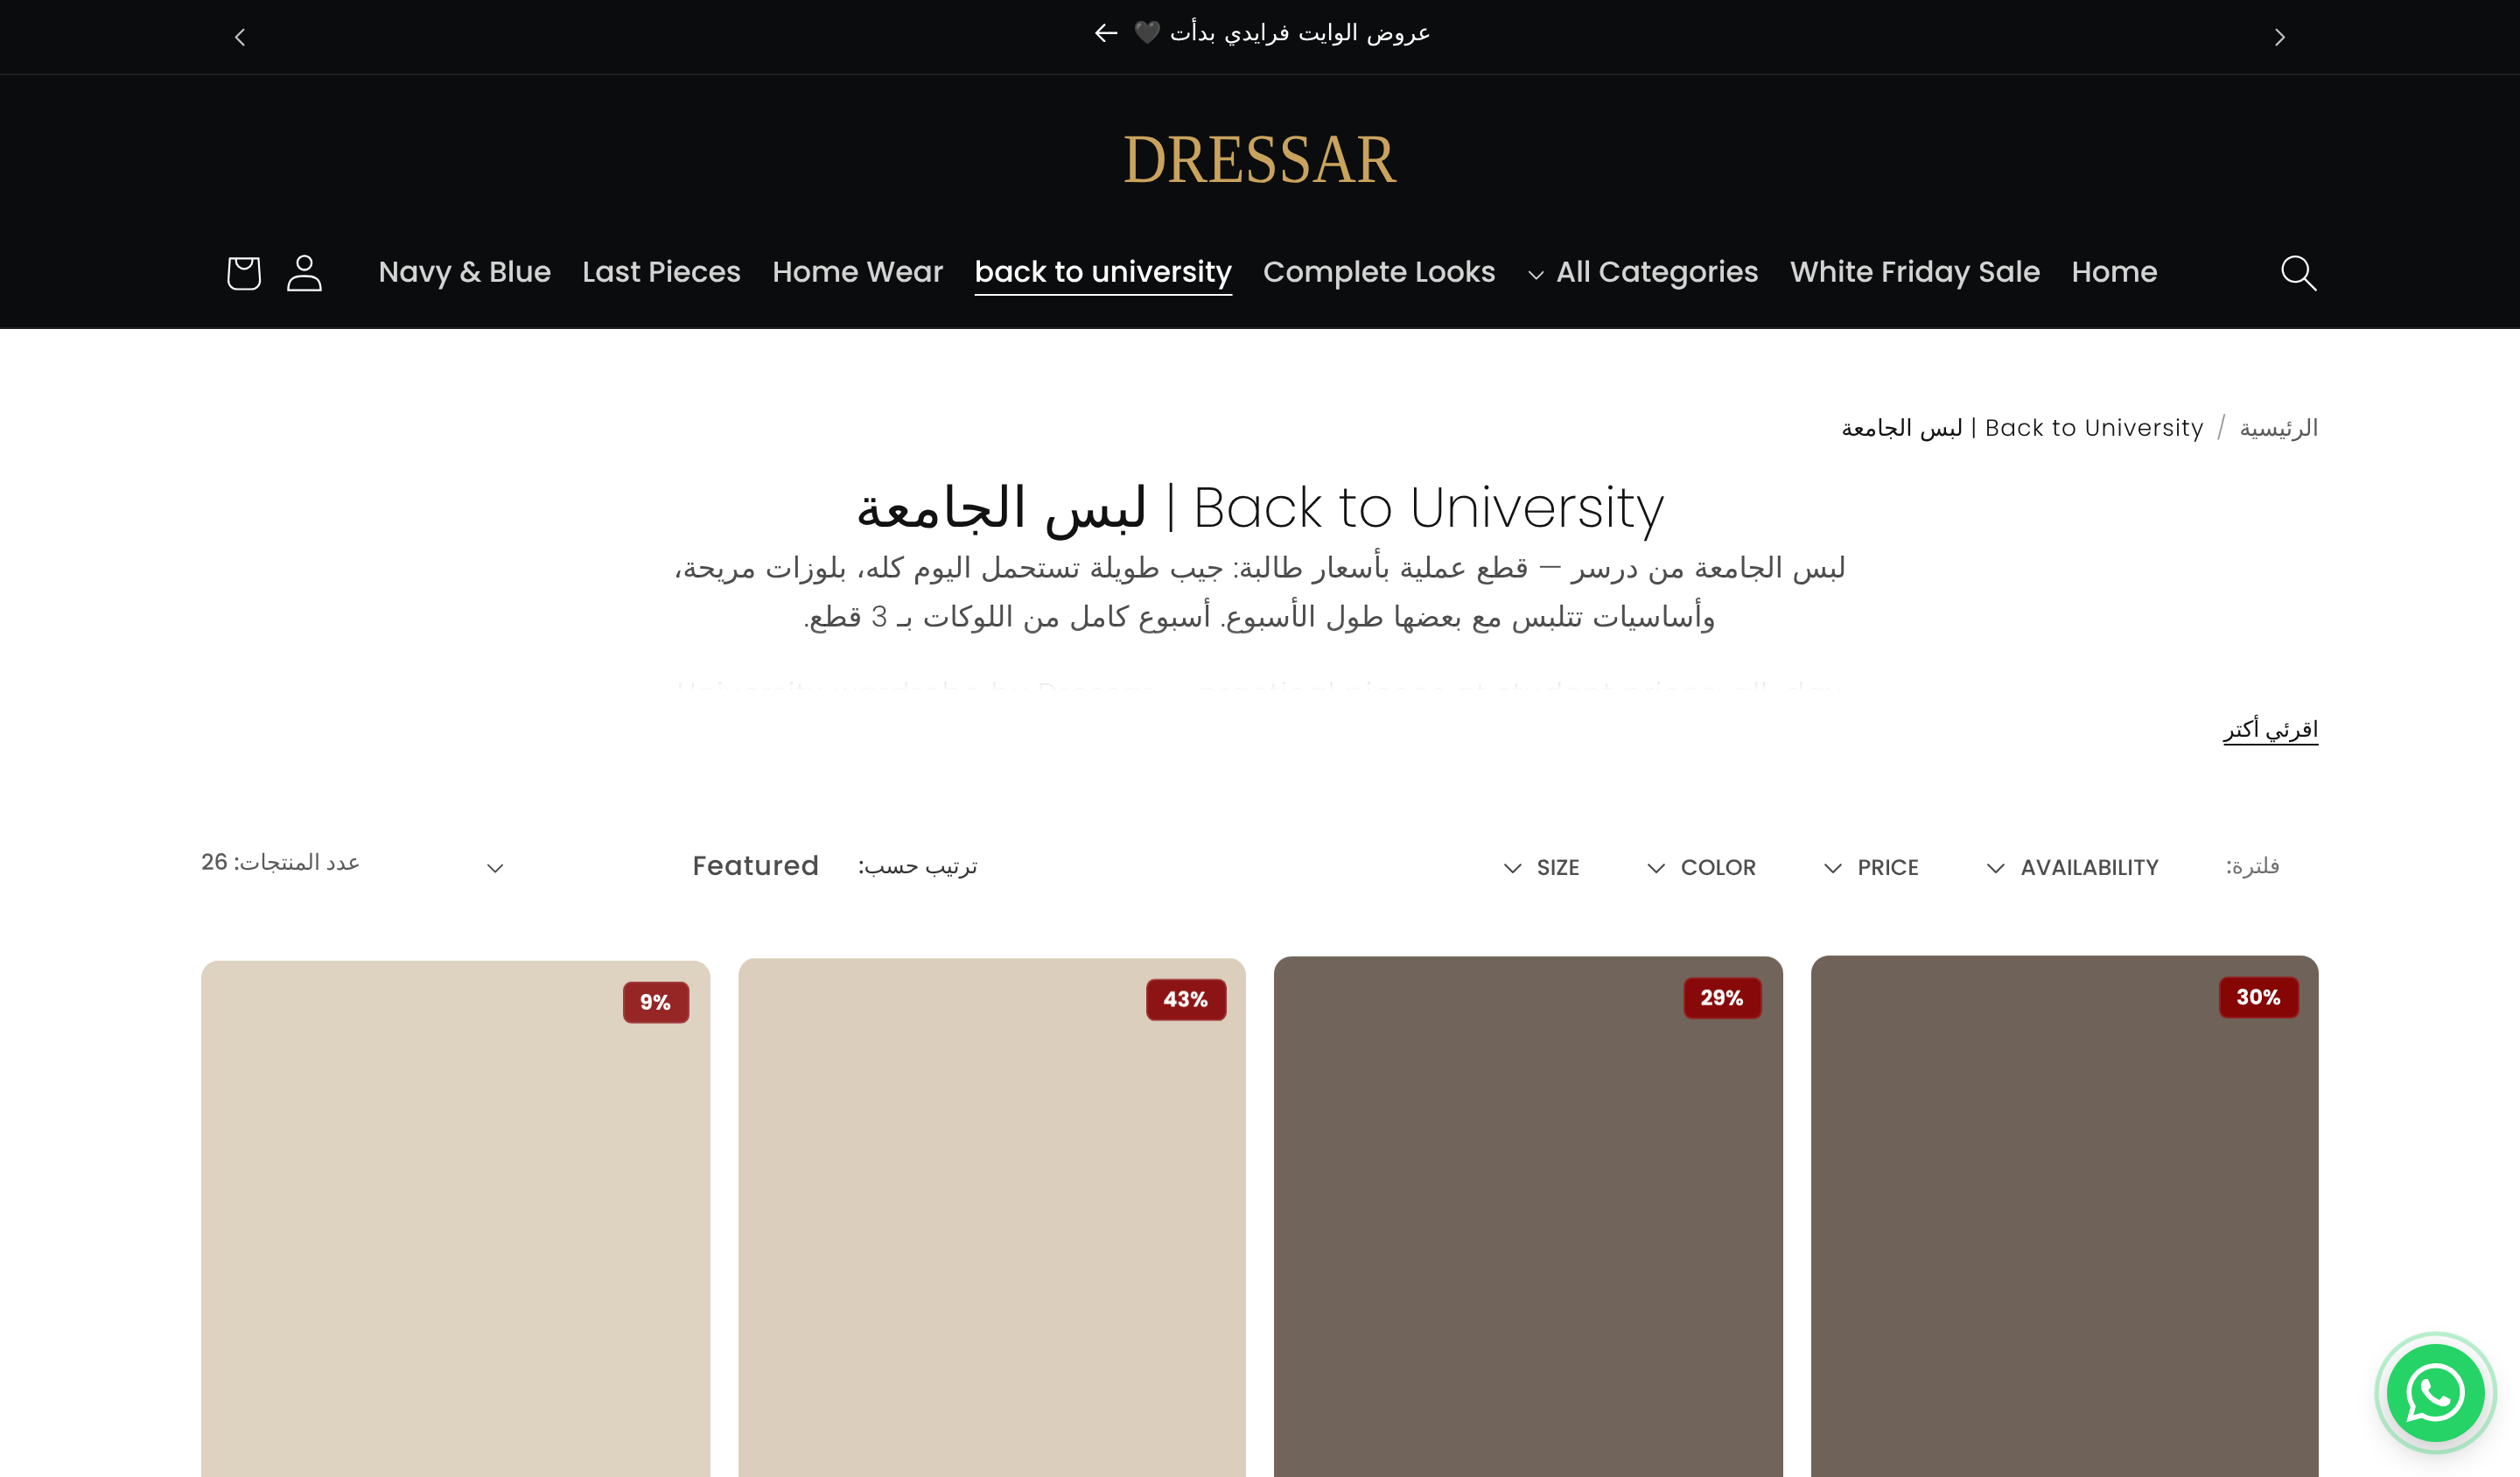 عروض الوايت فرايدي بدأت 🖤 ←
DRESSAR
Home
White Friday Sale
All Categories
Complete Looks
back to university
Home Wear
Last Pieces
Navy & Blue
الرئيسية / Back to University | لبس الجامعة
Back to University | لبس الجامعة
لبس الجامعة من درسر — قطع عملية بأسعار طالبة: جيب طويلة تستحمل اليوم كله، بلوزات مريحة،
وأساسيات تتلبس مع بعضها طول الأسبوع. أسبوع كامل من اللوكات بـ 3 قطع.
اقرئي أكتر
فلترة:
AVAILABILITY
PRICE
COLOR
SIZE
ترتيب حسب:
Featured
عدد المنتجات: 26
30%
29%
43%
9%